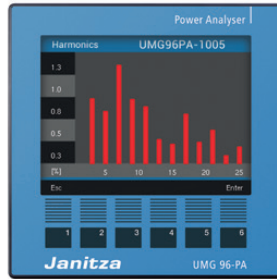 Power Analyser
Harmonics UMG96PA-1005
1.3
1.0
0.8
0.5
0.3
[%] 5 10 15 20 25
Esc Enter
1 2 3 4 5 6
Janitza UMG 96-PA